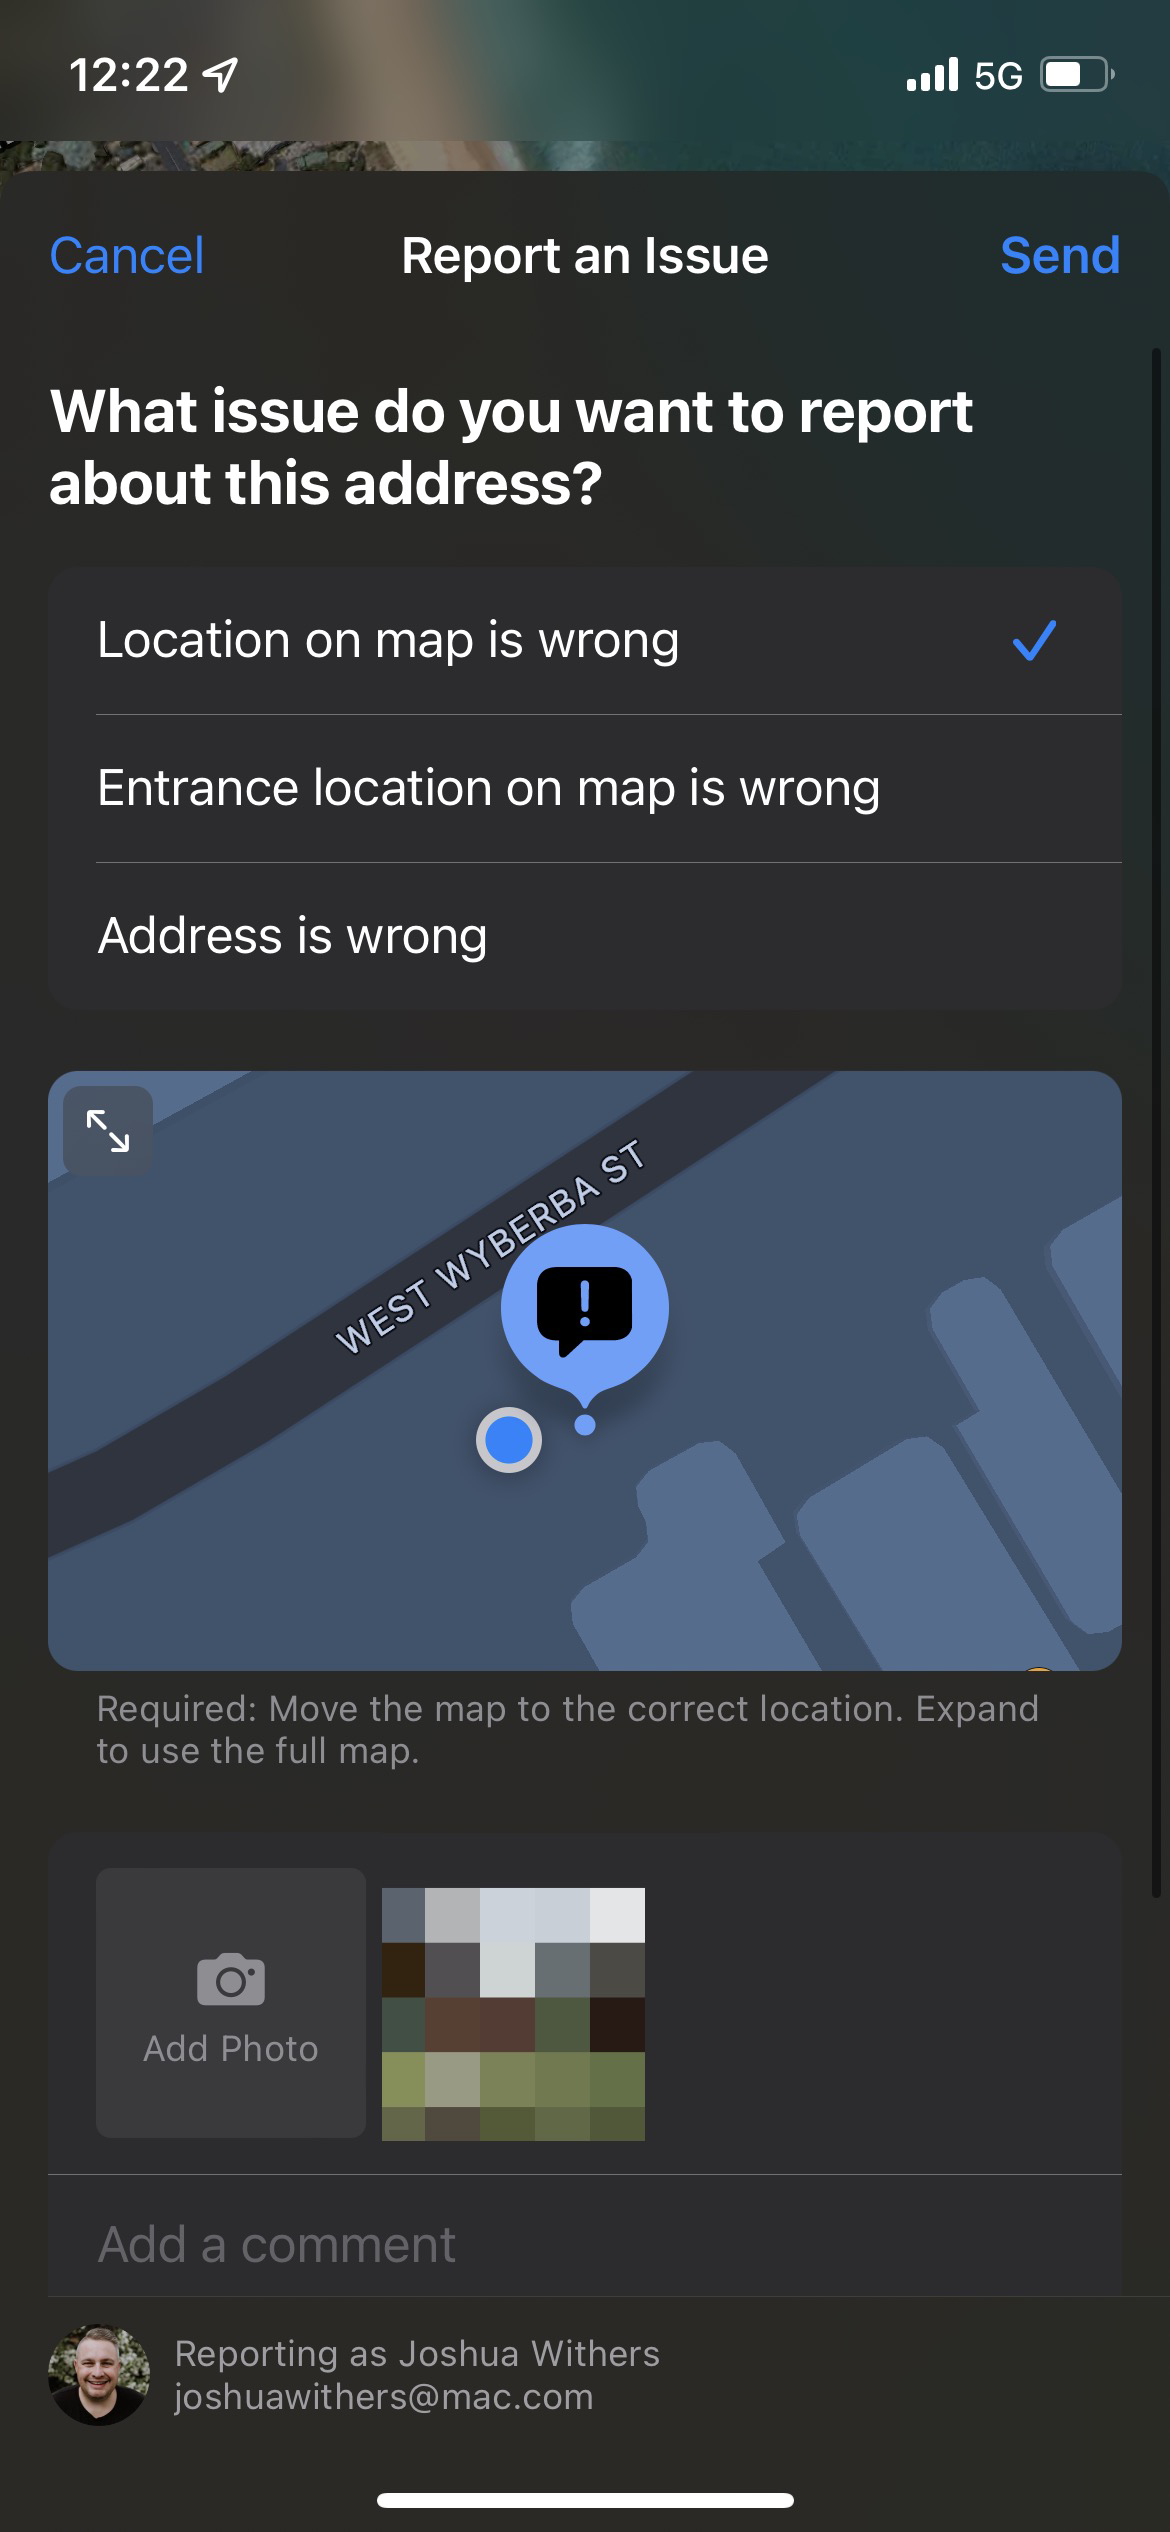 12:22
5G
Cancel
Report an Issue
Send
What issue do you want to report
about this address?
Location on map is wrong
Entrance location on map is wrong
Address is wrong
WEST WYBERBA ST
Required: Move the map to the correct location. Expand
to use the full map.
Add Photo
Add a comment
Reporting as Joshua Withers
joshuawithers@mac.com